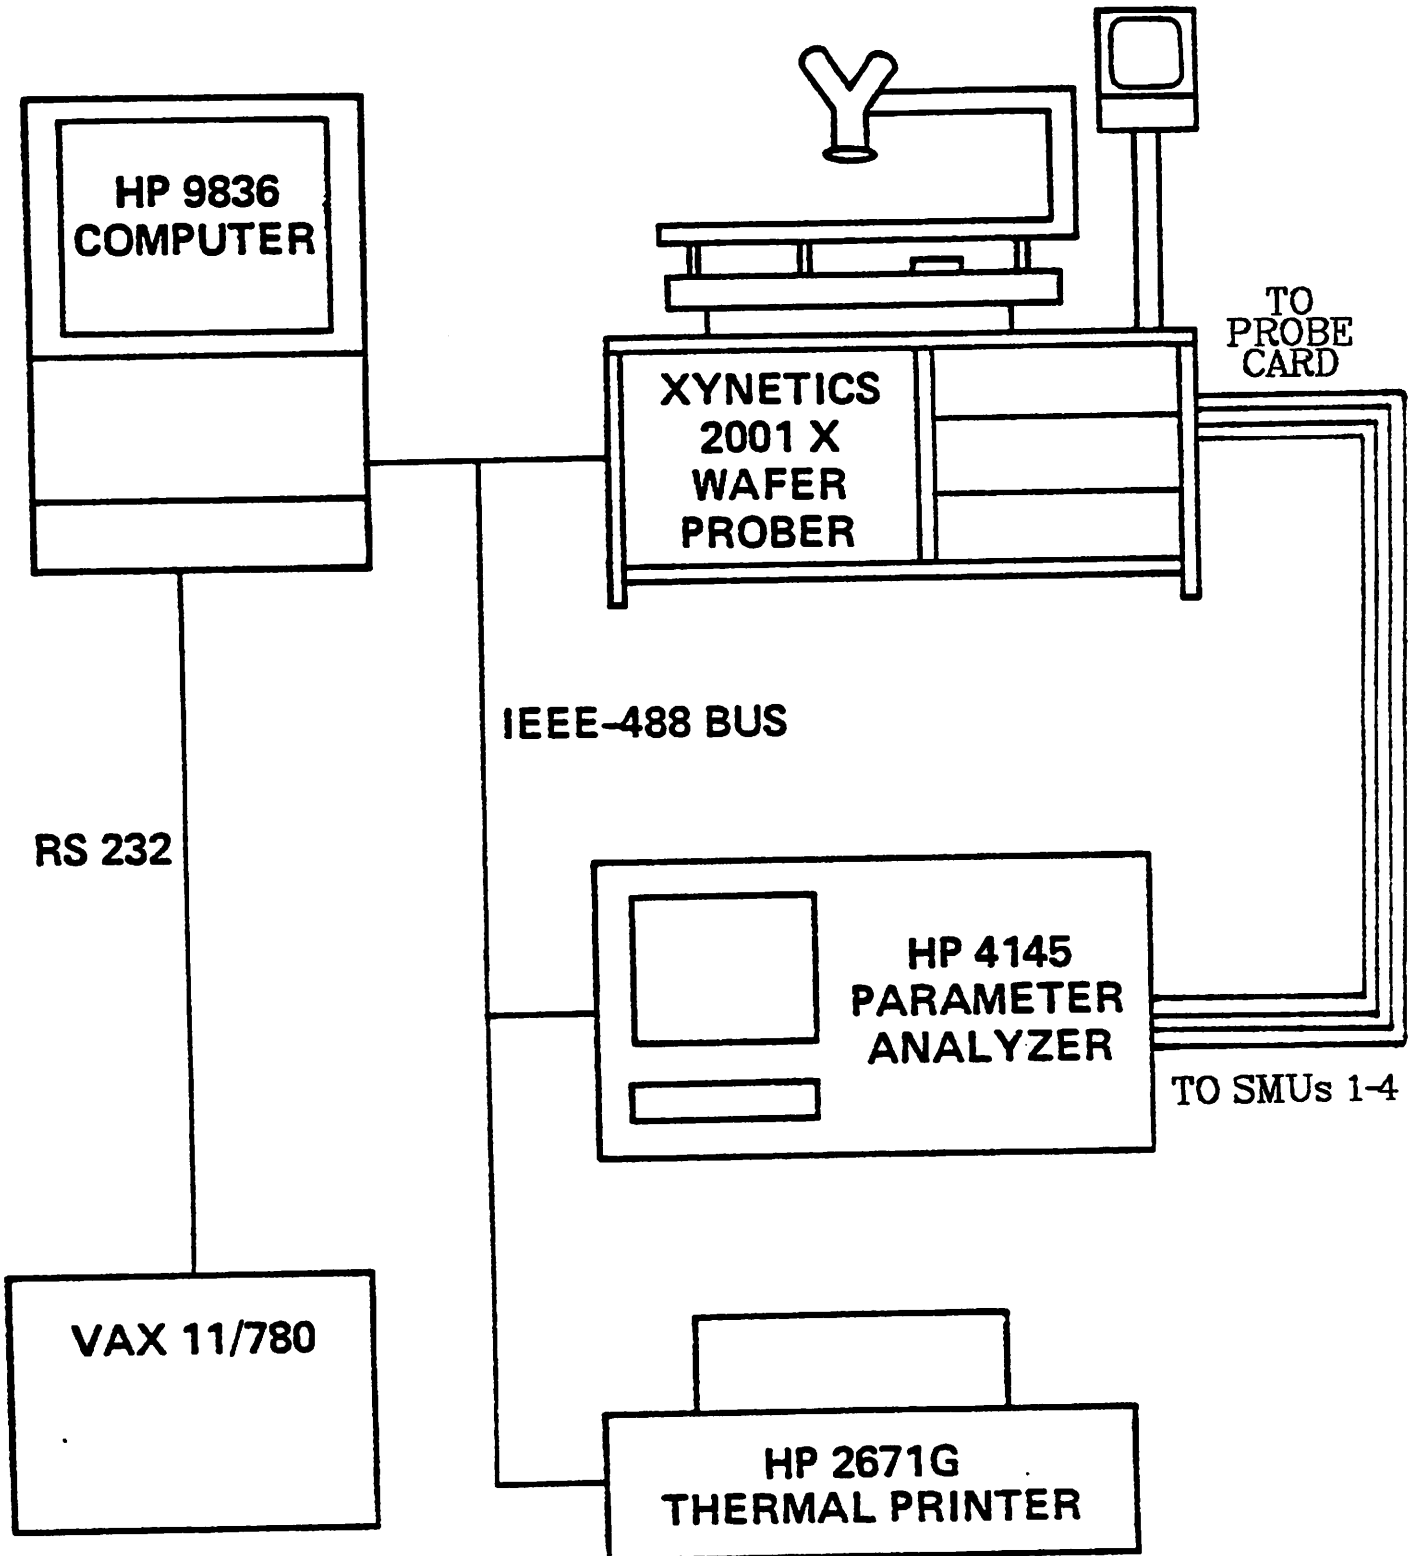 HP 9836
COMPUTER
TO
PROBE
CARD
XYNETICS
2001 X
WAFER
PROBER
IEEE-488 BUS
RS 232
HP 4145
PARAMETER
ANALYZER
TO SMUs 1-4
VAX 11/780
HP 2671G
THERMAL PRINTER